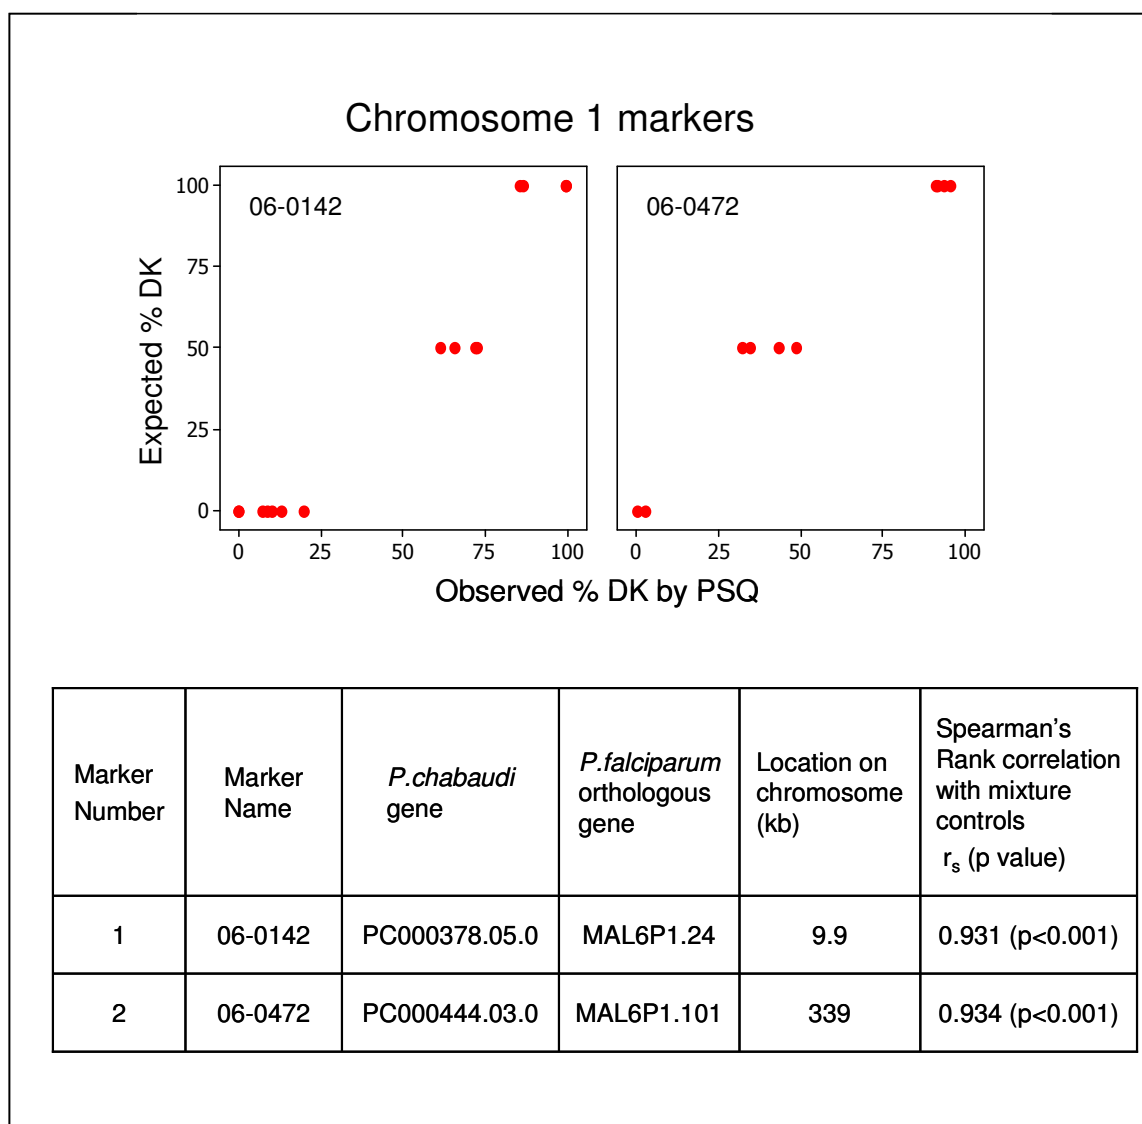 Chromosome 1 markers
06-0142
06-0472
Expected % DK
100
75
50
25
0
0 25 50 75 100
0 25 50 75 100
Observed % DK by PSQ
Marker
Number
Marker
Name
P.chabaudi
gene
P.falciparum
orthologous
gene
Location on
chromosome
(kb)
Spearman's
Rank correlation
with mixture
controls
rs (p value)
1 06-0142 PC000378.05.0 MAL6P1.24 9.9 0.931 (p<0.001)
2 06-0472 PC000444.03.0 MAL6P1.101 339 0.934 (p<0.001)